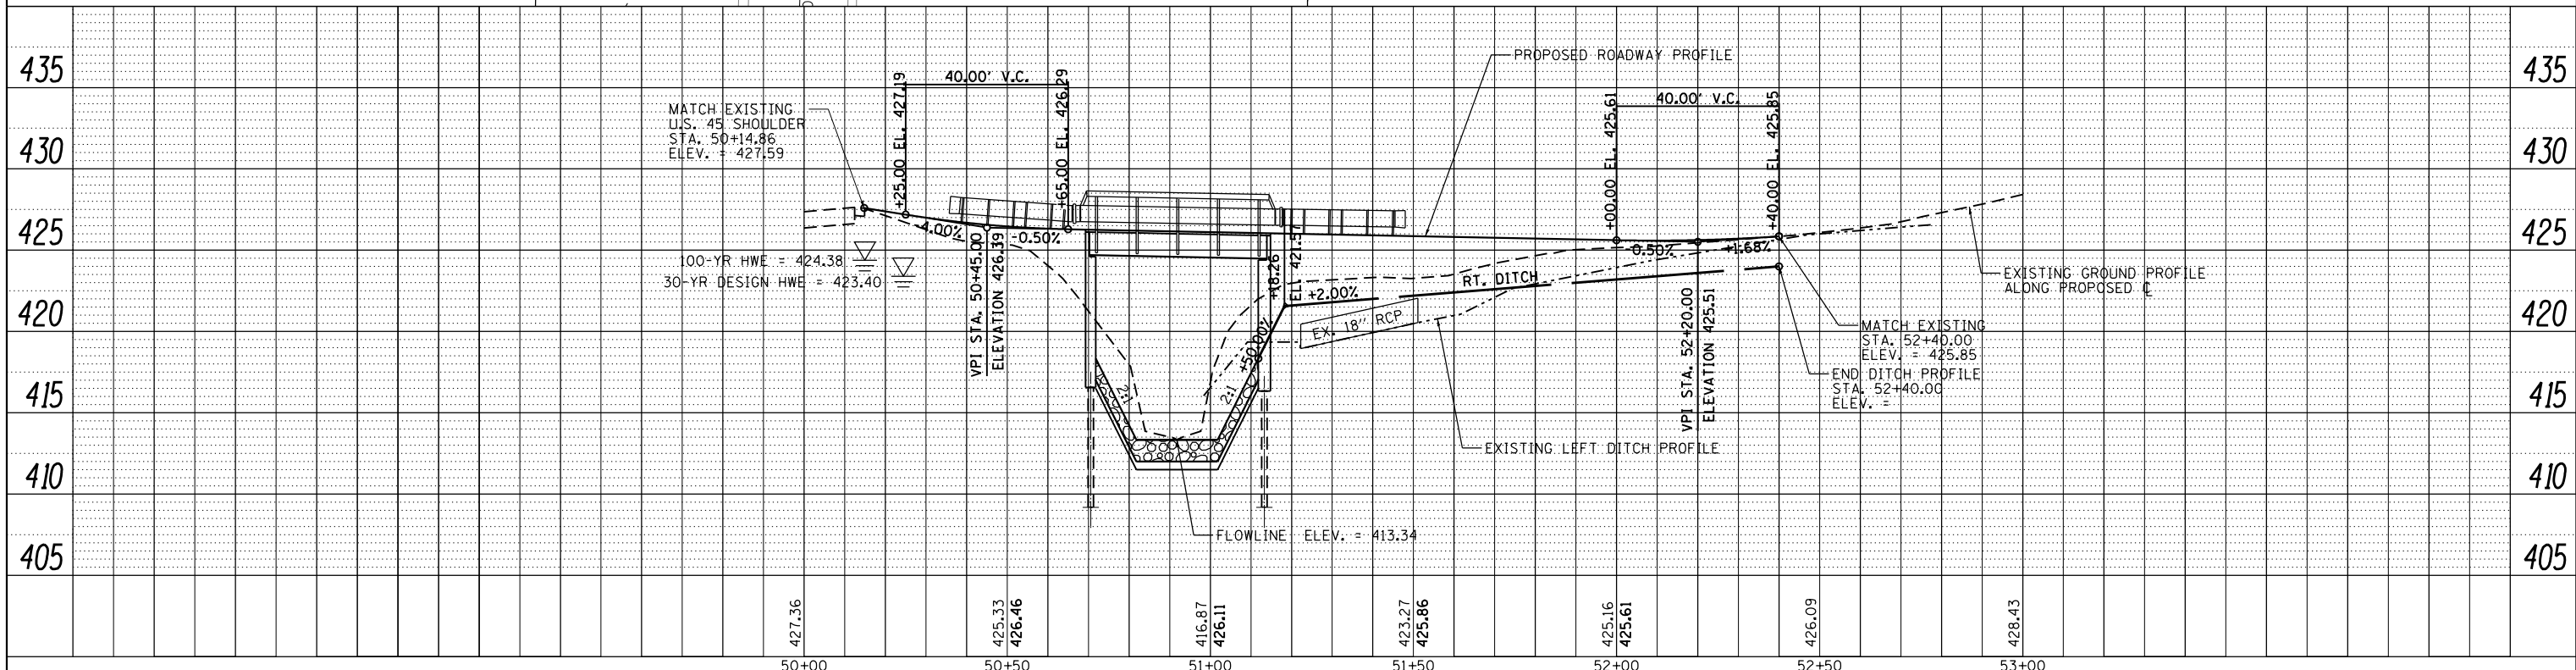 435
435
430
430
425
425
420
420
415
415
410
410
405
405
MATCH EXISTING
U.S. 45 SHOULDER
STA. 50+14.86
ELEV. = 427.59
+25.00 EL. 427.19
40.00' V.C.
+65.00 EL. 426.29
PROPOSED ROADWAY PROFILE
+00.00 EL. 425.61
40.00' V.C.
+40.00 EL. 425.85
-4.00%
-0.50%
100-YR HWE = 424.38
30-YR DESIGN HWE = 423.40
VPI STA. 50+45.00
ELEVATION 426.39
+18.26
EL. 421.57
+2.00%
RT. DITCH
EX. 18" RCP
+50.00%
2:1
2:1
-0.50%
+1.68%
VPI STA. 52+20.00
ELEVATION 425.51
EXISTING GROUND PROFILE
ALONG PROPOSED ℄
MATCH EXISTING
STA. 52+40.00
ELEV. = 425.85
END DITCH PROFILE
STA. 52+40.00
ELEV. =
EXISTING LEFT DITCH PROFILE
FLOWLINE ELEV. = 413.34
427.36
425.33
426.46
416.87
426.11
423.27
425.86
425.16
425.61
426.09
428.43
50+00
50+50
51+00
51+50
52+00
52+50
53+00